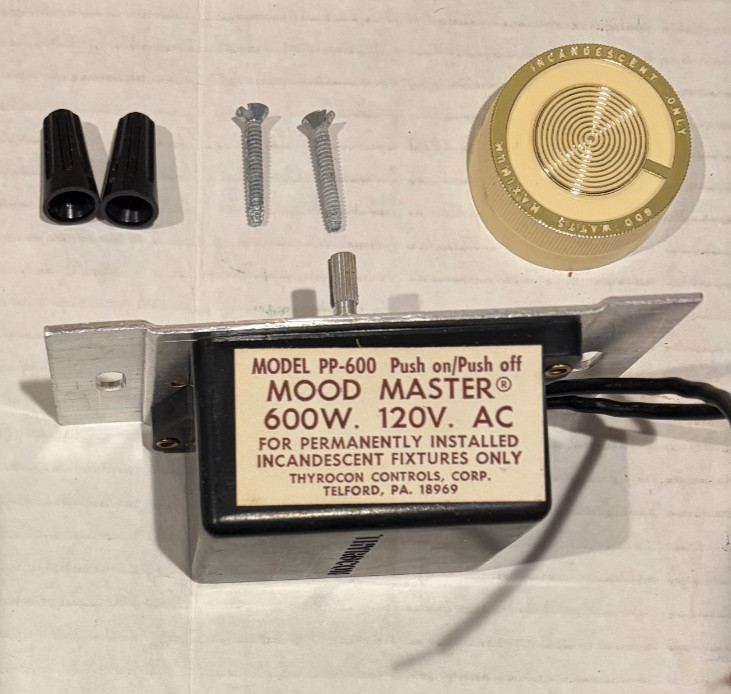 INCANDESCENT ONLY
600 WATTS MAXIMUM
MODEL PP-600 Push on/Push off
MOOD MASTER®
600W. 120V. AC
FOR PERMANENTLY INSTALLED
INCANDESCENT FIXTURES ONLY
THYROCON CONTROLS, CORP.
TELFORD, PA. 18969